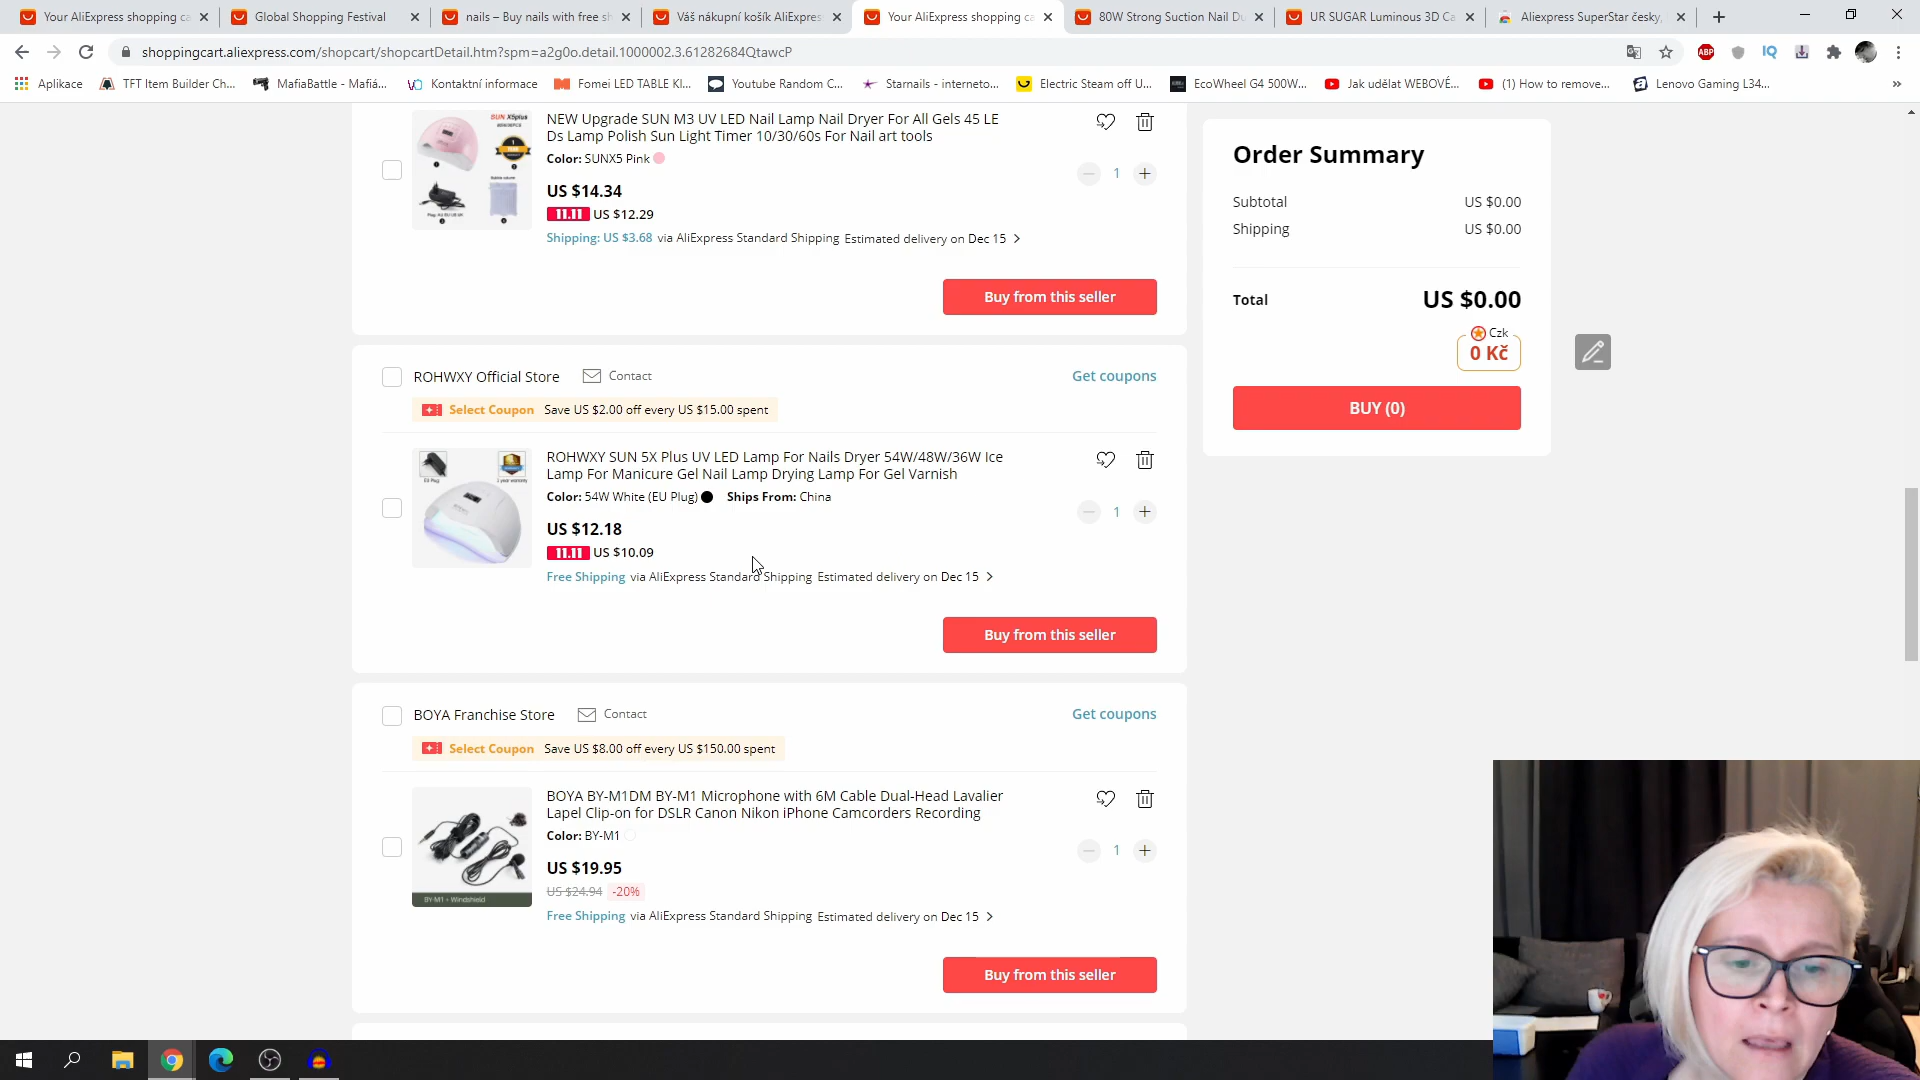 Your AliExpress shopping ca
Global Shopping Festival
nails – Buy nails with free sh
Váš nákupní košík AliExpres
Your AliExpress shopping ca
80W Strong Suction Nail Du
UR SUGAR Luminous 3D Ca
Aliexpress SuperStar česky,
shoppingcart.aliexpress.com/shopcart/shopcartDetail.htm?spm=a2g0o.detail.1000002.3.61282684QtawcP
ABP
IQ
Aplikace
TFT Item Builder Ch...
MafiaBattle - Mafiá...
Kontaktní informace
Fomei LED TABLE Kl...
Youtube Random C...
Starnails - interneto...
Electric Steam off U...
EcoWheel G4 500W...
Jak udělat WEBOVÉ...
(1) How to remove...
Lenovo Gaming L34...
SUN X5plus
NEW Upgrade SUN M3 UV LED Nail Lamp Nail Dryer For All Gels 45 LE
Ds Lamp Polish Sun Light Timer 10/30/60s For Nail art tools
Color: SUNX5 Pink
1
US $14.34
11.11 US $12.29
Shipping: US $3.68 via AliExpress Standard Shipping Estimated delivery on Dec 15
Buy from this seller
ROHWXY Official Store
Contact
Get coupons
Select Coupon Save US $2.00 off every US $15.00 spent
EU Plug
ROHWXY SUN 5X Plus UV LED Lamp For Nails Dryer 54W/48W/36W Ice
Lamp For Manicure Gel Nail Lamp Drying Lamp For Gel Varnish
Color: 54W White (EU Plug) Ships From: China
1
US $12.18
11.11 US $10.09
Free Shipping via AliExpress Standard Shipping Estimated delivery on Dec 15
Buy from this seller
BOYA Franchise Store
Contact
Get coupons
Select Coupon Save US $8.00 off every US $150.00 spent
BOYA BY-M1DM BY-M1 Microphone with 6M Cable Dual-Head Lavalier
Lapel Clip-on for DSLR Canon Nikon iPhone Camcorders Recording
Color: BY-M1
1
US $19.95
US $24.94 -20%
BY-M1 + Windshield
Free Shipping via AliExpress Standard Shipping Estimated delivery on Dec 15
Buy from this seller
Order Summary
Subtotal US $0.00
Shipping US $0.00
Total US $0.00
Czk
0 Kč
BUY (0)